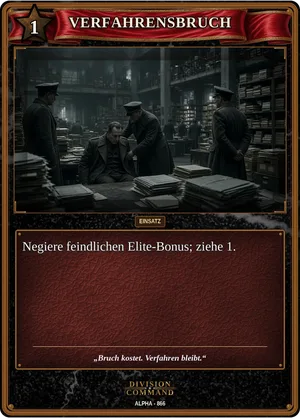 1
VERFAHRENSBRUCH
EINSATZ
Negiere feindlichen Elite-Bonus; ziehe 1.
„Bruch kostet. Verfahren bleibt.“
DIVISION
COMMAND
ALPHA - 866